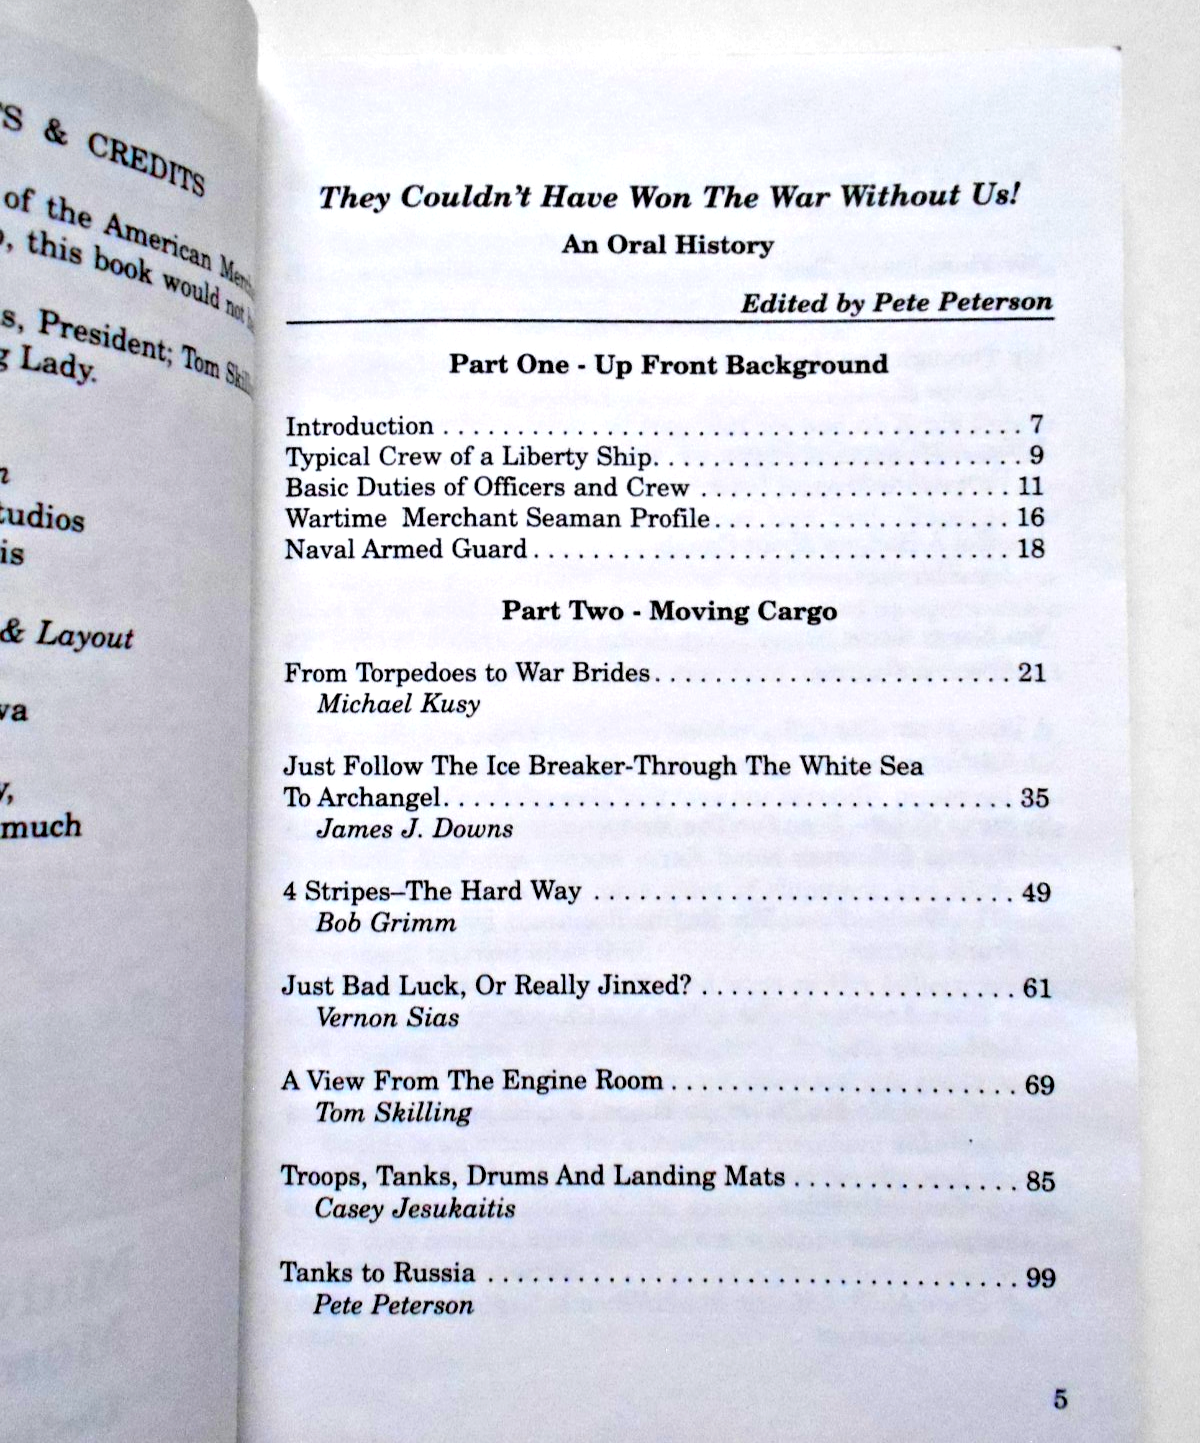 & CREDITS
of the American
, this book would not
s, President; Tom
Lady.
tudios
is
& Layout
va
y,
much
They Couldn't Have Won The War Without Us!
An Oral History
Edited by Pete Peterson
Part One - Up Front Background
Introduction . . . . . . . . . . . . . . . . . . . . . . . . . . . . . . . . . . . . . 7
Typical Crew of a Liberty Ship. . . . . . . . . . . . . . . . . . . . . . . . 9
Basic Duties of Officers and Crew . . . . . . . . . . . . . . . . . . . . 11
Wartime Merchant Seaman Profile. . . . . . . . . . . . . . . . . . . 16
Naval Armed Guard . . . . . . . . . . . . . . . . . . . . . . . . . . . . . . 18
Part Two - Moving Cargo
From Torpedoes to War Brides. . . . . . . . . . . . . . . . . . . . . . . 21
Michael Kusy
Just Follow The Ice Breaker-Through The White Sea
To Archangel. . . . . . . . . . . . . . . . . . . . . . . . . . . . . . . . . . . . 35
James J. Downs
4 Stripes–The Hard Way . . . . . . . . . . . . . . . . . . . . . . . . . . . 49
Bob Grimm
Just Bad Luck, Or Really Jinxed? . . . . . . . . . . . . . . . . . . . . 61
Vernon Sias
A View From The Engine Room . . . . . . . . . . . . . . . . . . . . . . 69
Tom Skilling
Troops, Tanks, Drums And Landing Mats . . . . . . . . . . . . . . 85
Casey Jesukaitis
Tanks to Russia . . . . . . . . . . . . . . . . . . . . . . . . . . . . . . . . . . 99
Pete Peterson
5